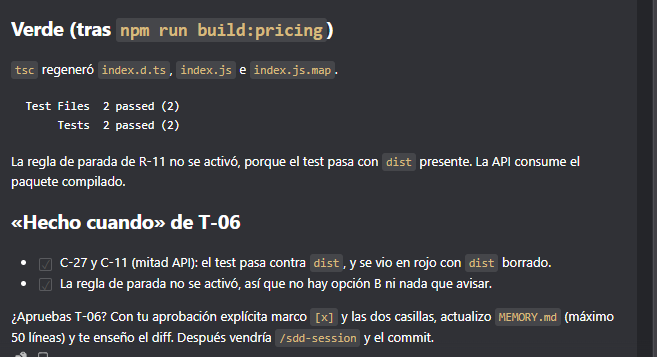 Verde (tras npm run build:pricing)
tsc regeneró index.d.ts, index.js e index.js.map.
Test Files 2 passed (2)
Tests 2 passed (2)
La regla de parada de R-11 no se activó, porque el test pasa con dist presente. La API consume el
paquete compilado.
«Hecho cuando» de T-06
C-27 y C-11 (mitad API): el test pasa contra dist, y se vio en rojo con dist borrado.
La regla de parada no se activó, así que no hay opción B ni nada que avisar.
¿Apruebas T-06? Con tu aprobación explícita marco [x] y las dos casillas, actualizo MEMORY.md (máximo
50 líneas) y te enseño el diff. Después vendría /sdd-session y el commit.